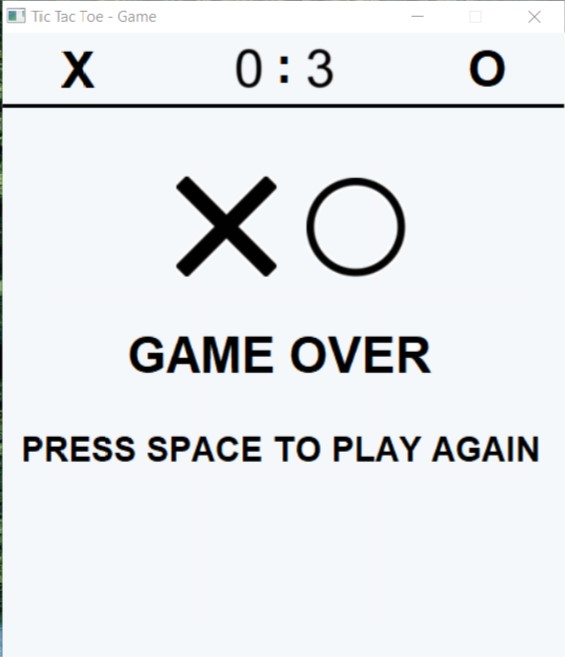 Tic Tac Toe - Game
X 0 : 3 O
GAME OVER
PRESS SPACE TO PLAY AGAIN